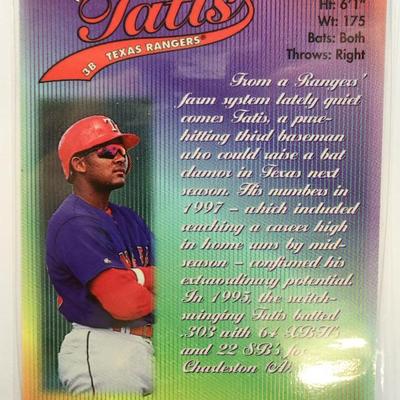 Tatis
3B TEXAS RANGERS®
Ht: 6'1"
Wt: 175
Bats: Both
Throws: Right
From a Rangers'
farm system lately quiet
comes Tatis, a pure-
hitting third baseman
who could raise a bat
clamor in Texas next
season. His numbers in
1997 – which included
reaching a career high
in home runs by mid-
season – confirmed his
extraordinary potential.
In 1995, the switch-
swinging Tatis batted
.303 with 64 XBH's
and 22 SB's for
Charleston